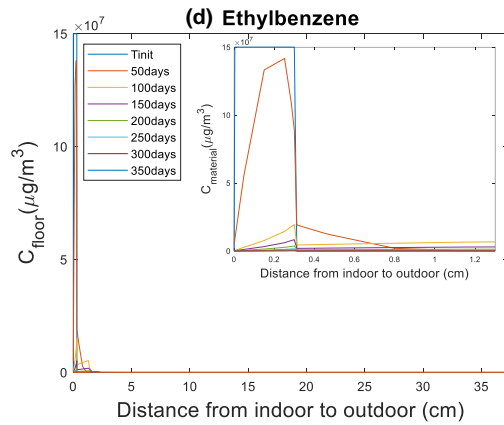 (d) Ethylbenzene
×10⁷
15
10
5
0
C_floor(μg/m³)
Tinit
50days
100days
150days
200days
250days
300days
350days
×10⁷
15
10
5
0
C_material(μg/m³)
0 0.2 0.4 0.6 0.8 1 1.2
Distance from indoor to outdoor (cm)
0 5 10 15 20 25 30 35
Distance from indoor to outdoor (cm)